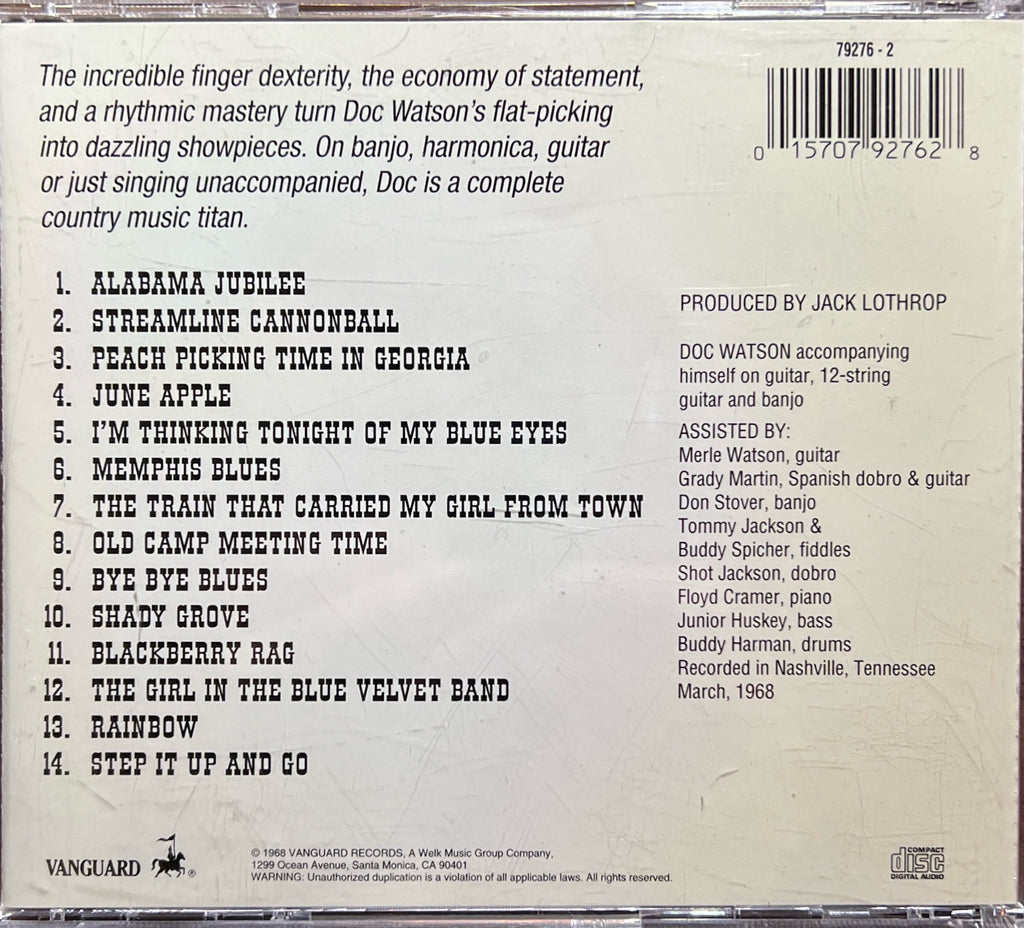 79276 - 2
The incredible finger dexterity, the economy of statement,
and a rhythmic mastery turn Doc Watson's flat-picking
into dazzling showpieces. On banjo, harmonica, guitar
or just singing unaccompanied, Doc is a complete
country music titan.
0 15707 92762 8
1. ALABAMA JUBILEE
2. STREAMLINE CANNONBALL
3. PEACH PICKING TIME IN GEORGIA
4. JUNE APPLE
5. I'M THINKING TONIGHT OF MY BLUE EYES
6. MEMPHIS BLUES
7. THE TRAIN THAT CARRIED MY GIRL FROM TOWN
8. OLD CAMP MEETING TIME
9. BYE BYE BLUES
10. SHADY GROVE
11. BLACKBERRY RAG
12. THE GIRL IN THE BLUE VELVET BAND
13. RAINBOW
14. STEP IT UP AND GO
PRODUCED BY JACK LOTHROP
DOC WATSON accompanying
himself on guitar, 12-string
guitar and banjo
ASSISTED BY:
Merle Watson, guitar
Grady Martin, Spanish dobro & guitar
Don Stover, banjo
Tommy Jackson &
Buddy Spicher, fiddles
Shot Jackson, dobro
Floyd Cramer, piano
Junior Huskey, bass
Buddy Harman, drums
Recorded in Nashville, Tennessee
March, 1968
VANGUARD ®
© 1968 VANGUARD RECORDS, A Welk Music Group Company,
1299 Ocean Avenue, Santa Monica, CA 90401
WARNING: Unauthorized duplication is a violation of all applicable laws. All rights reserved.
COMPACT
disc
DIGITAL AUDIO